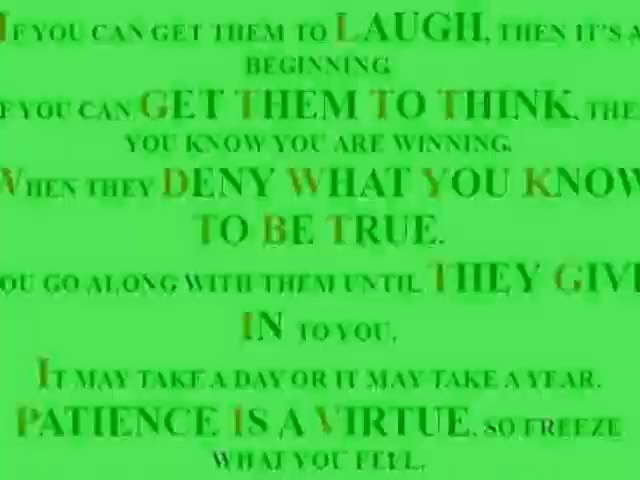 IF YOU CAN GET THEM TO LAUGH, THEN IT'S A
BEGINNING
F YOU CAN GET THEM TO THINK, THE
YOU KNOW YOU ARE WINNING.
WHEN THEY DENY WHAT YOU KNOW
TO BE TRUE.
OU GO ALONG WITH THEM UNTIL THEY GIVE
IN TO YOU.
IT MAY TAKE A DAY OR IT MAY TAKE A YEAR.
PATIENCE IS A VIRTUE. SO FREEZE
WHAT YOU FEEL.